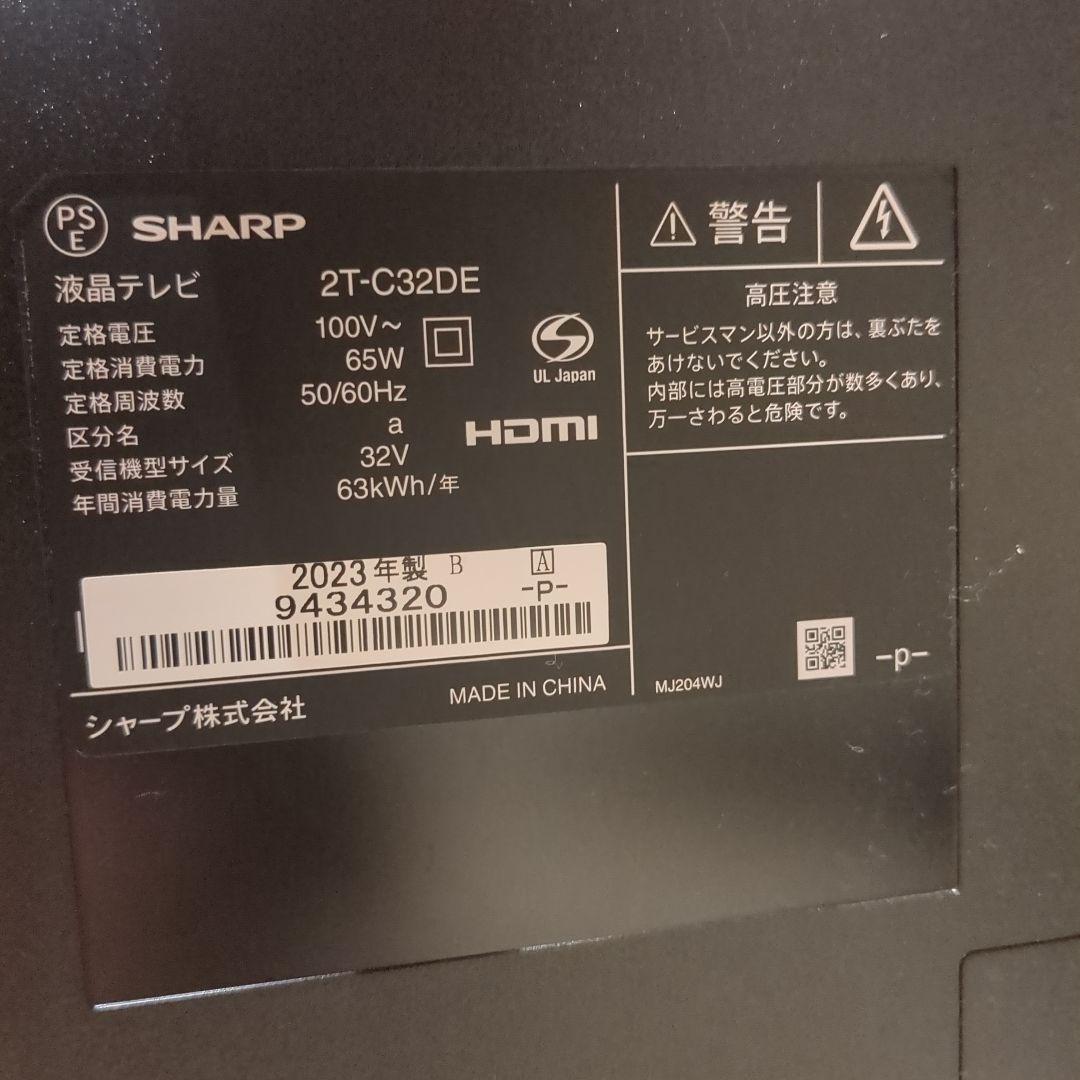 PS
E
SHARP
液晶テレビ 2T-C32DE
定格電圧 100V～
定格消費電力 65W
定格周波数 50/60Hz
区分名 a
受信機型サイズ 32V
年間消費電力量 63kWh/年
S
UL Japan
HDMI
2023年製 B A
9434320 -P-
MADE IN CHINA
シャープ株式会社
警告
高圧注意
サービスマン以外の方は、裏ぶたを
あけないでください。
内部には高電圧部分が数多くあり、
万一さわると危険です。
MJ204WJ
-p-